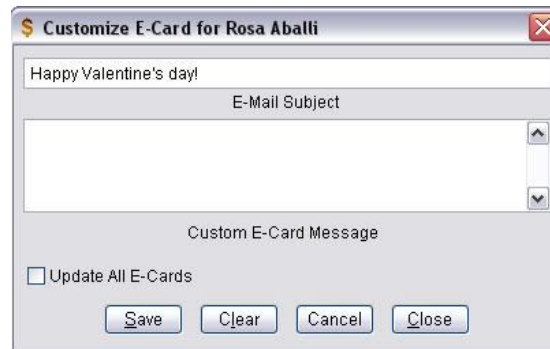 $ Customize E-Card for Rosa Aballi
Happy Valentine's day!
E-Mail Subject
Custom E-Card Message
Update All E-Cards
Save Clear Cancel Close